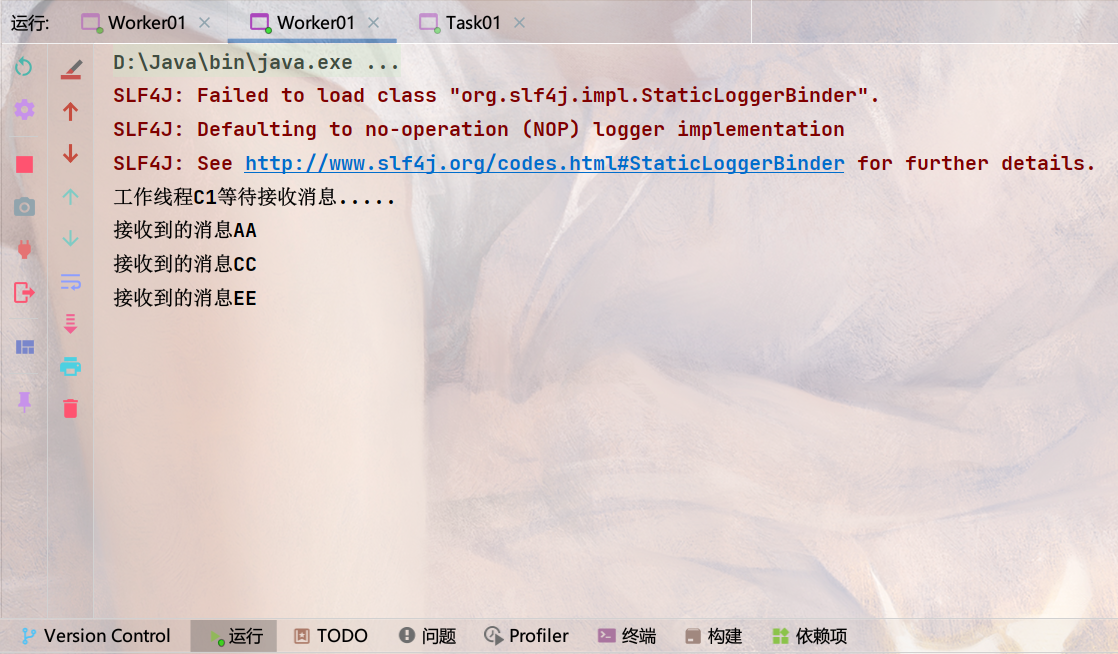 运行: Worker01 Worker01 Task01
D:\Java\bin\java.exe ...
SLF4J: Failed to load class "org.slf4j.impl.StaticLoggerBinder".
SLF4J: Defaulting to no-operation (NOP) logger implementation
SLF4J: See http://www.slf4j.org/codes.html#StaticLoggerBinder for further details.
工作线程C1等待接收消息.....
接收到的消息AA
接收到的消息CC
接收到的消息EE
Version Control 运行 TODO 问题 Profiler 终端 构建 依赖项